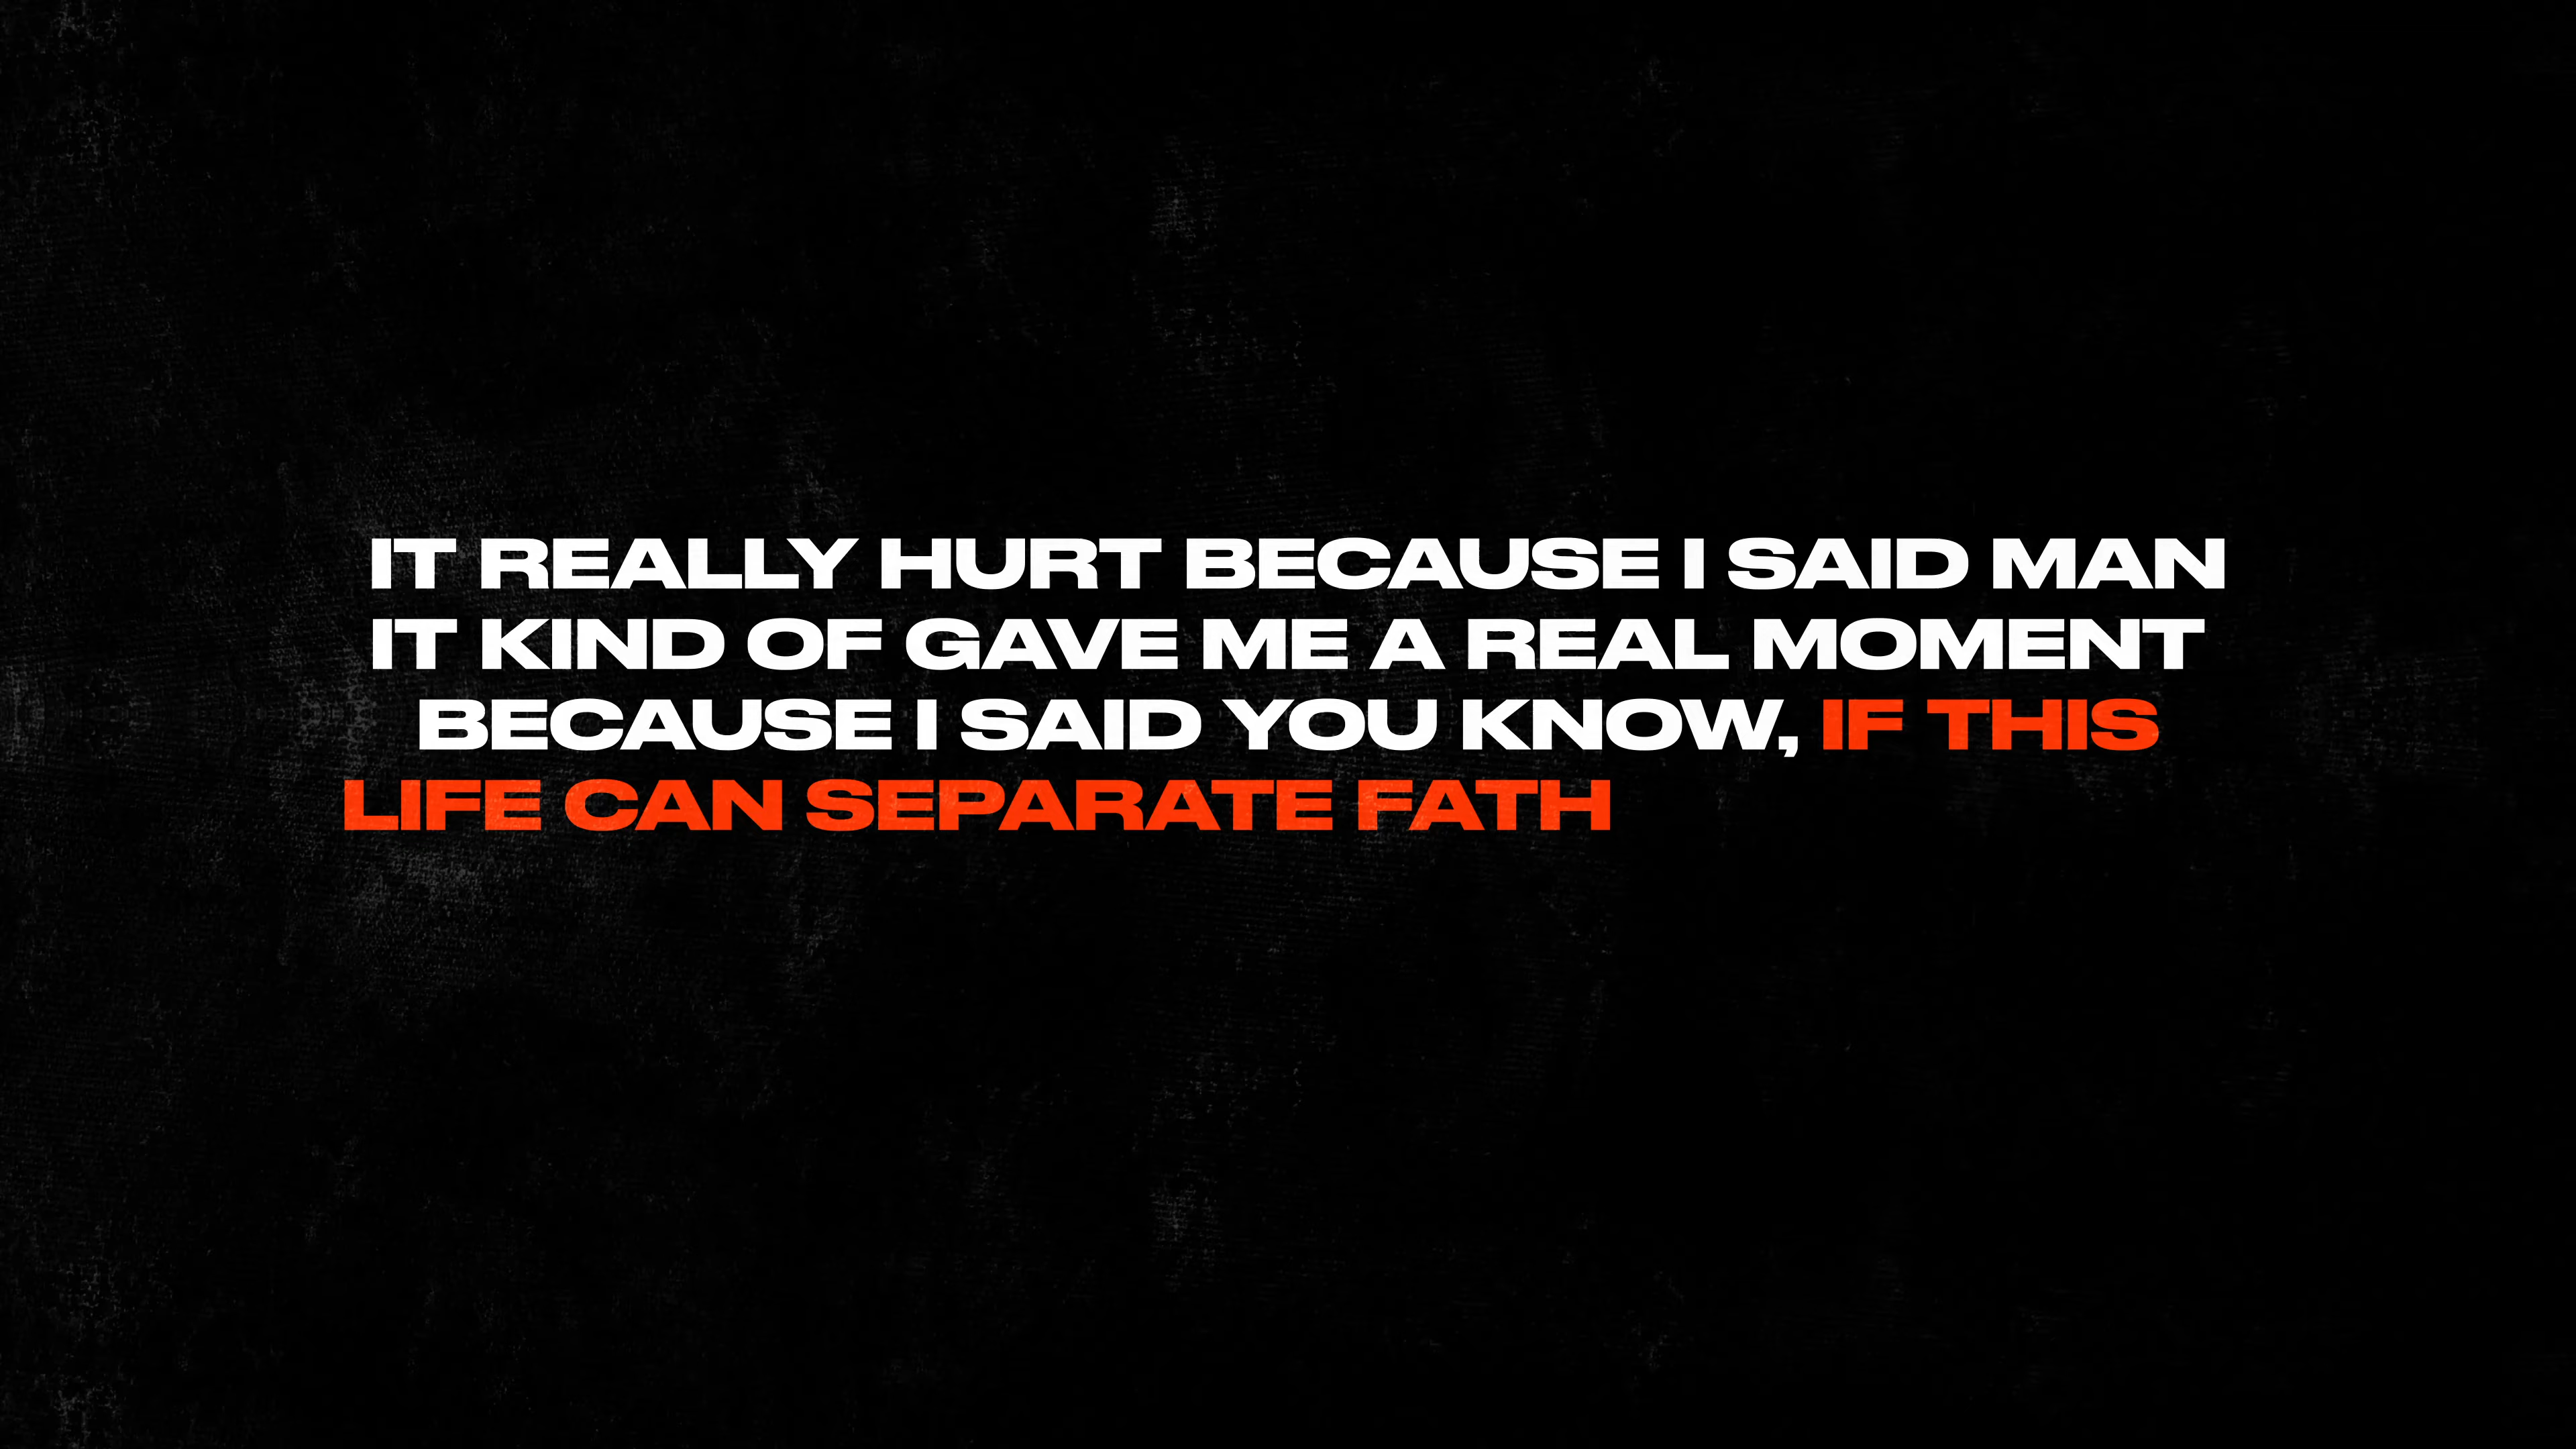 IT REALLY HURT BECAUSE I SAID MAN
IT KIND OF GAVE ME A REAL MOMENT
BECAUSE I SAID YOU KNOW, IF THIS
LIFE CAN SEPARATE FATH